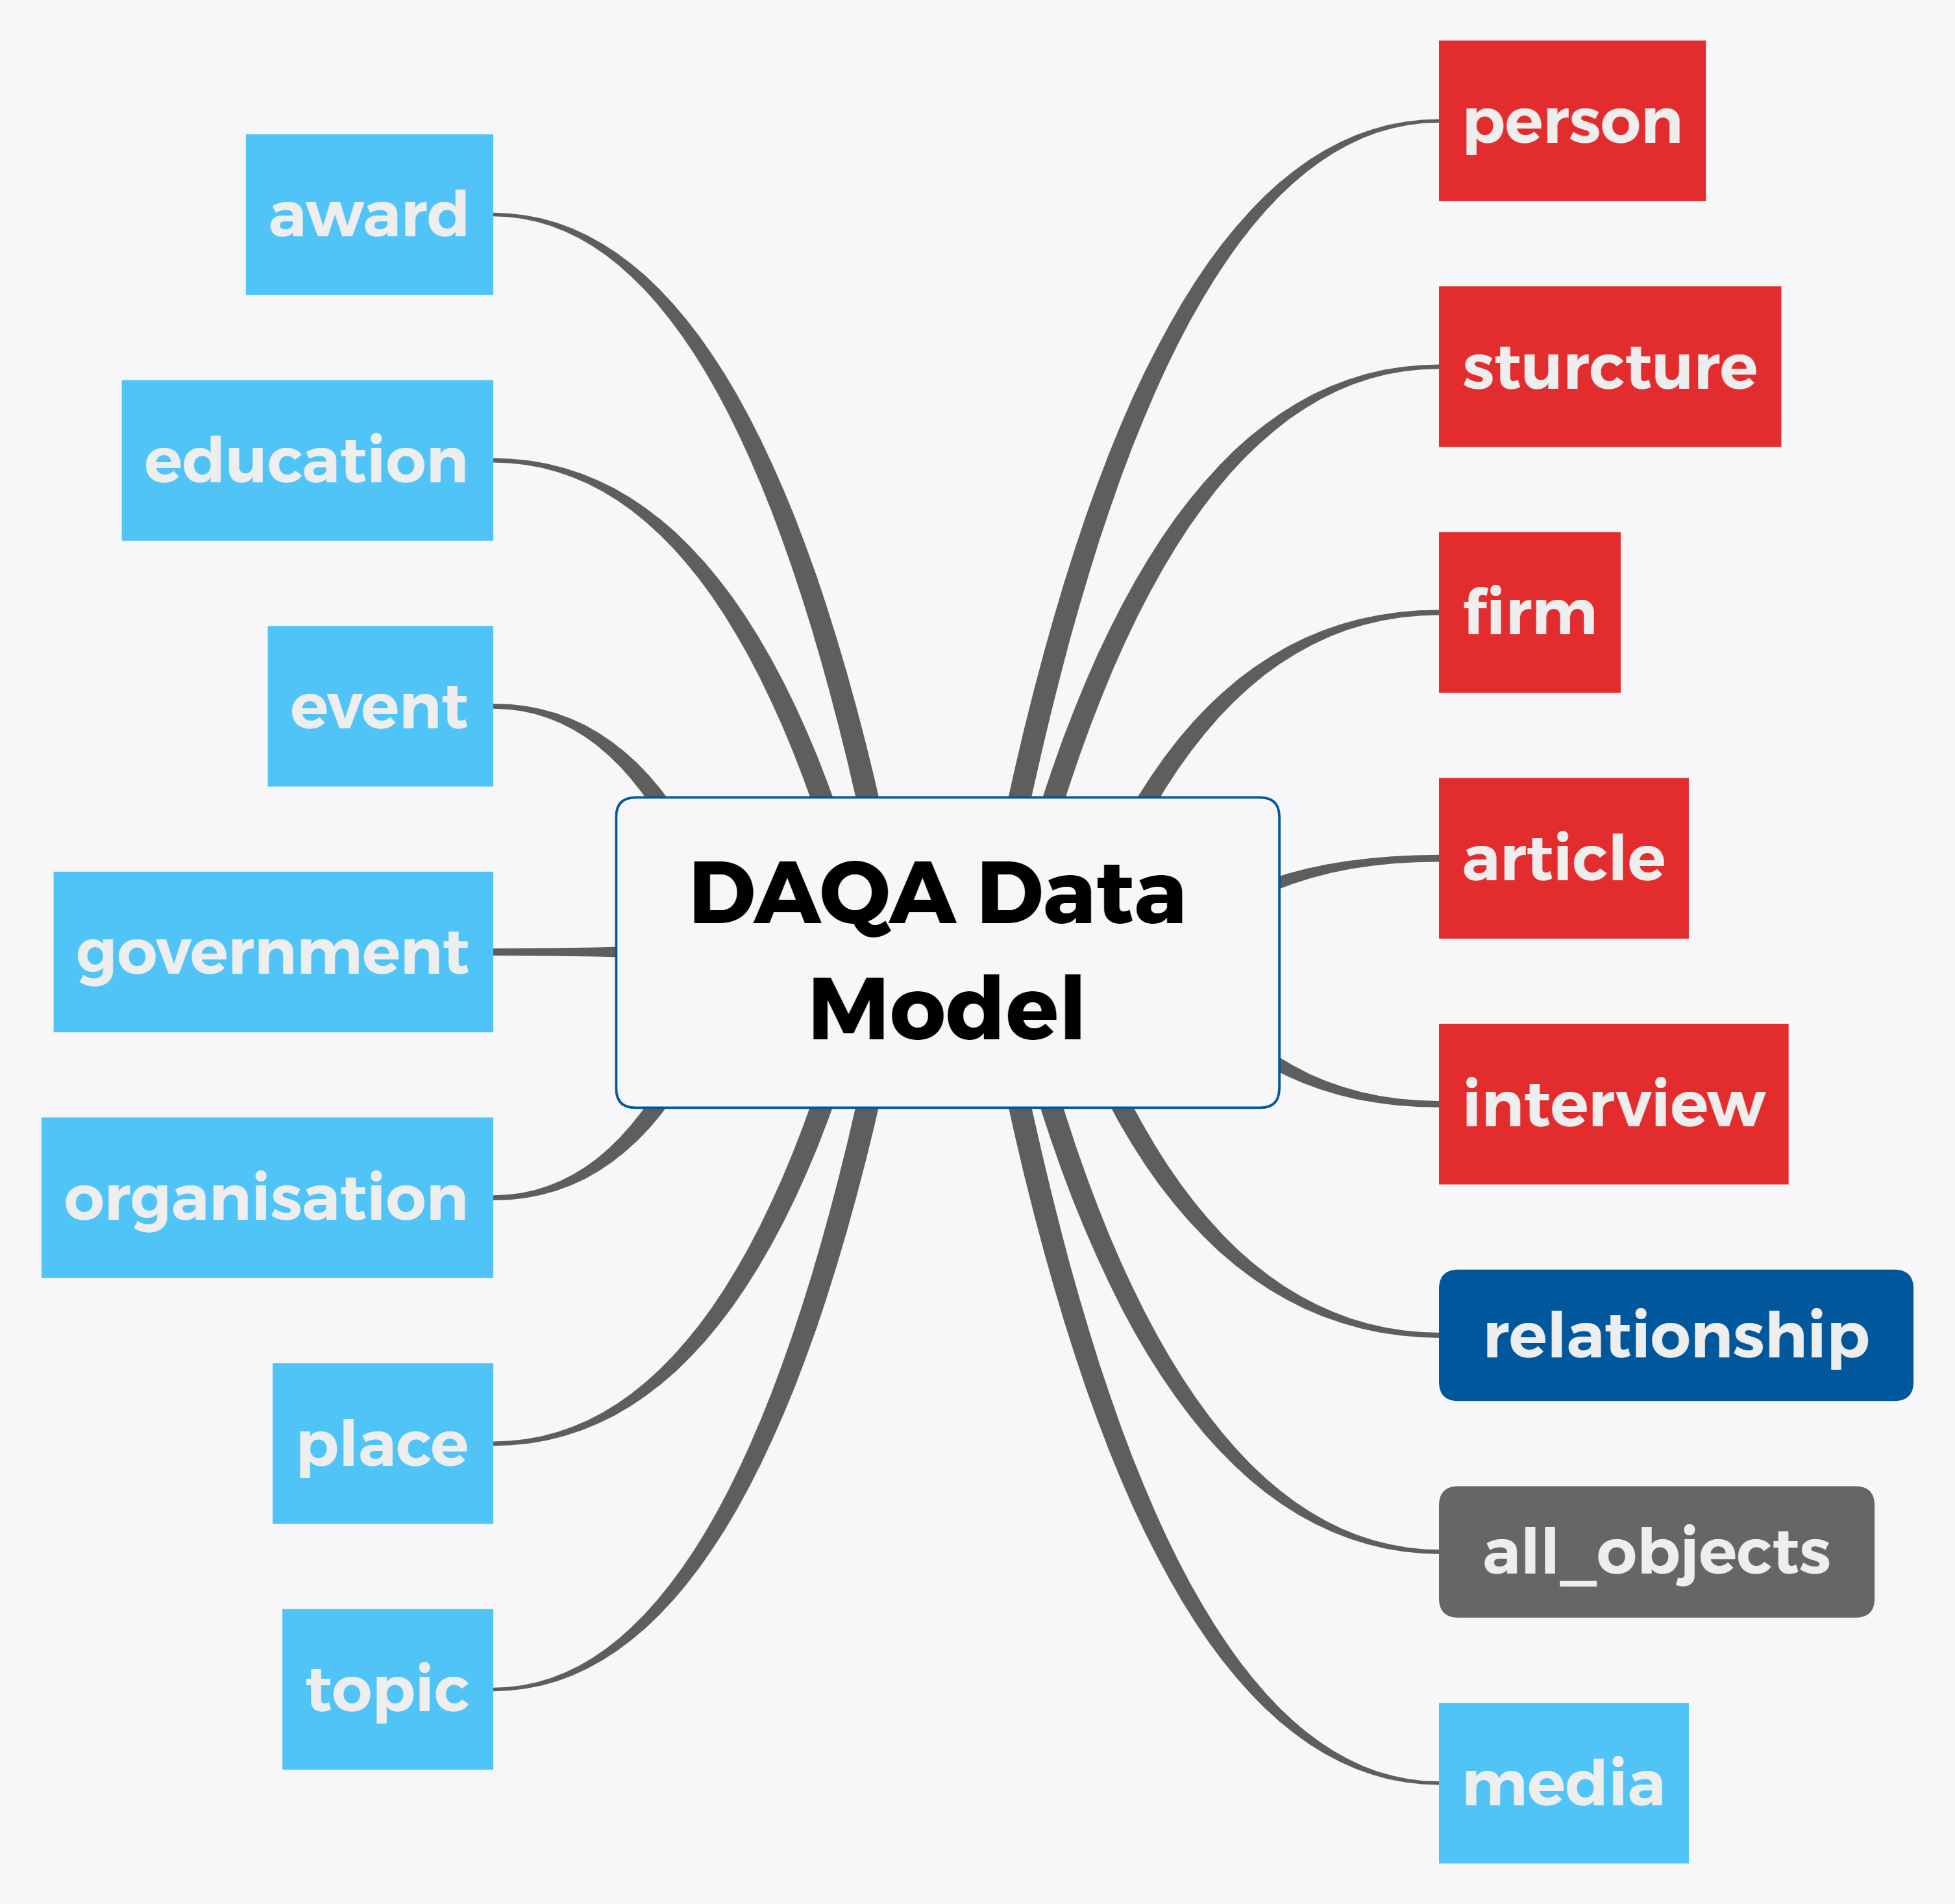 person
award
sturcture
education
firm
event
article
DAQA Data
Model
government
interview
organisation
relationship
place
all_objects
topic
media